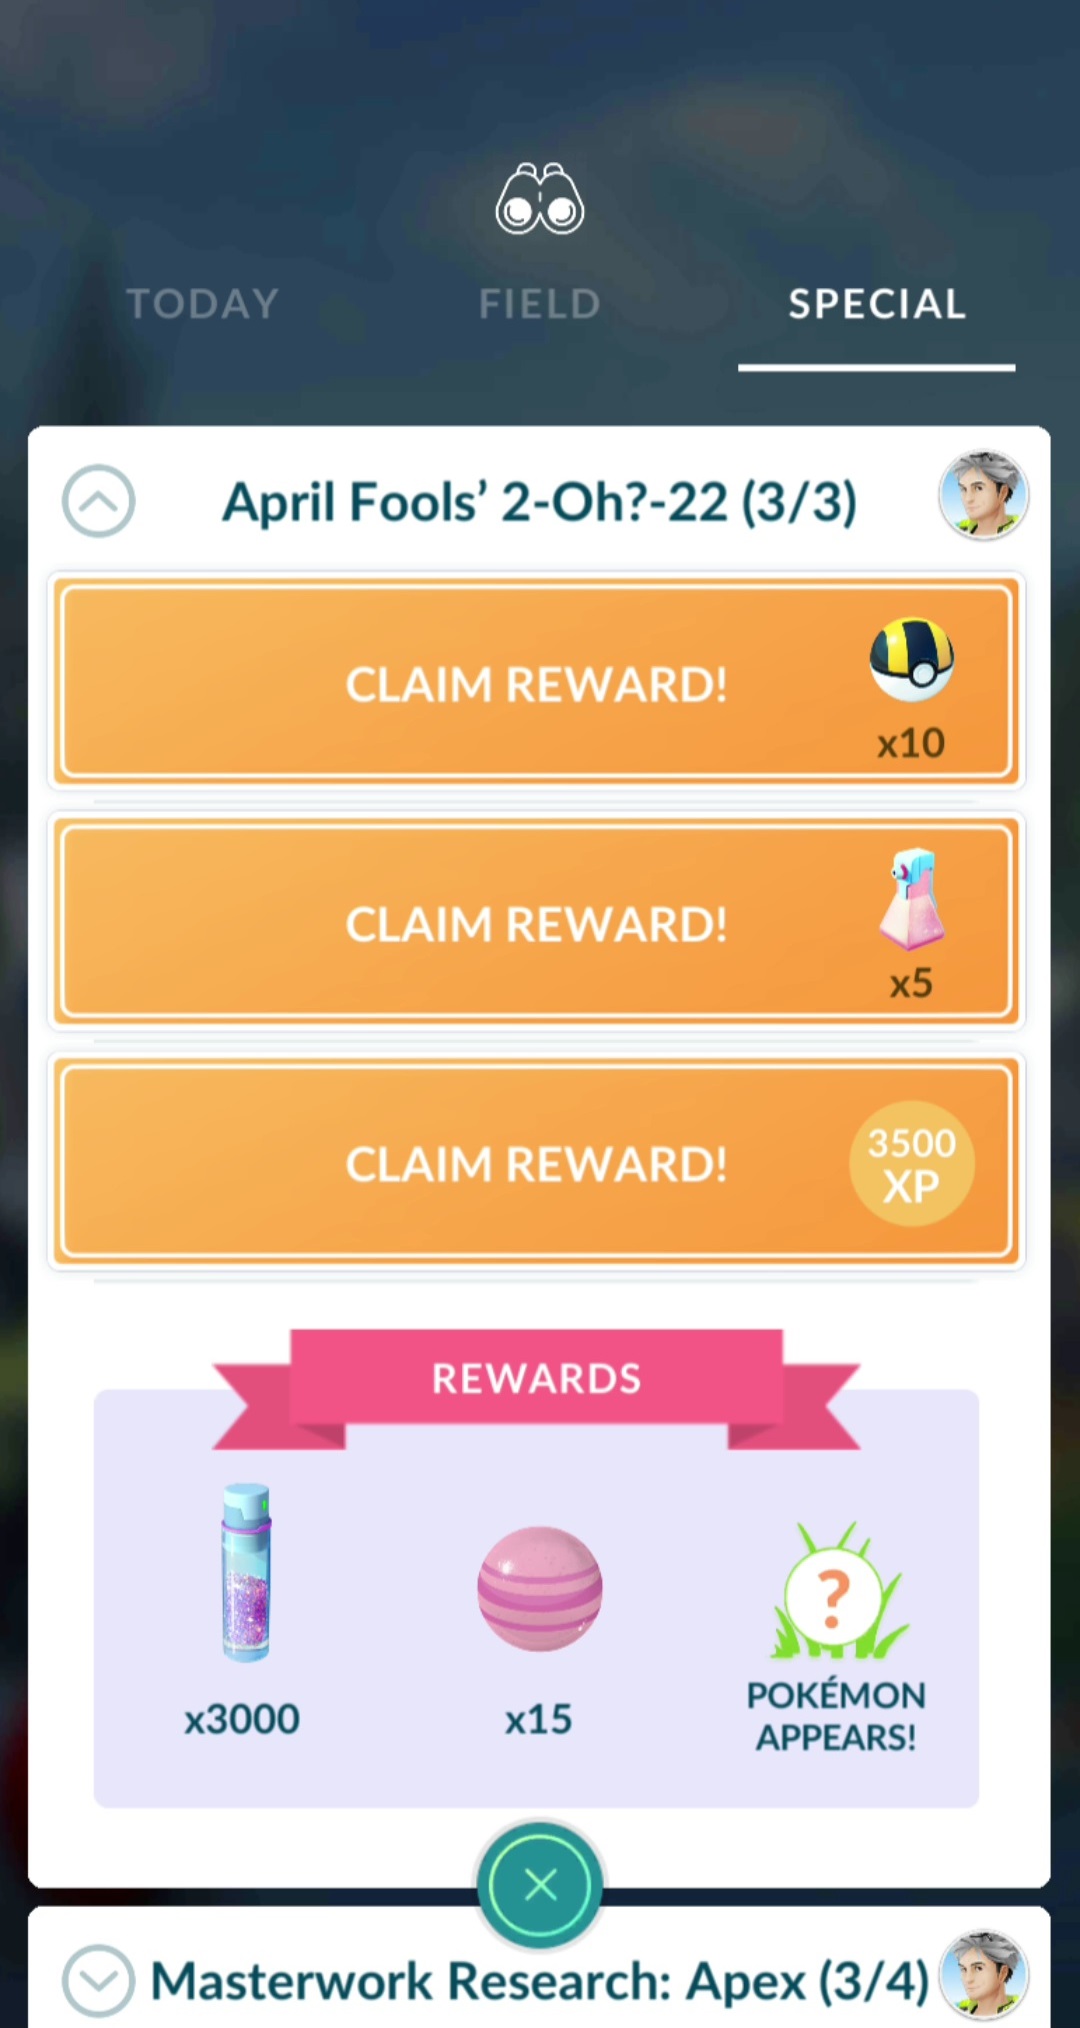 TODAY
FIELD
SPECIAL
April Fools’ 2-Oh?-22 (3/3)
CLAIM REWARD!
x10
CLAIM REWARD!
x5
CLAIM REWARD!
3500
XP
REWARDS
?
x3000
x15
POKÉMON
APPEARS!
Masterwork Research: Apex (3/4)